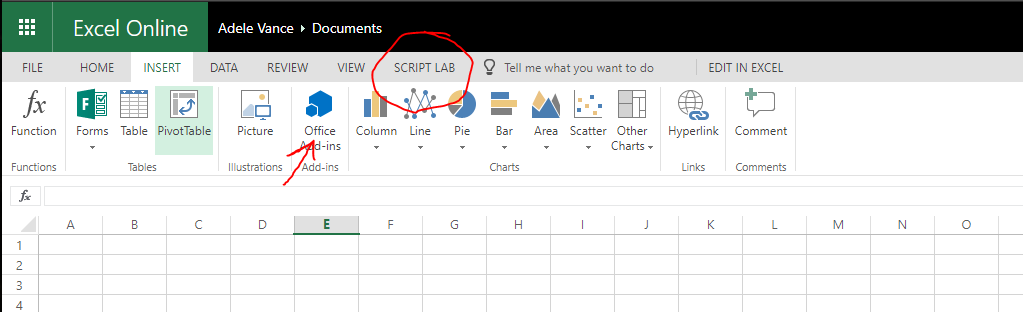 Excel Online Adele Vance ▸ Documents
FILE HOME INSERT DATA REVIEW VIEW SCRIPT LAB Tell me what you want to do EDIT IN EXCEL
fx F
Function Forms Table PivotTable Picture Office Column Line Pie Bar Area Scatter Other Hyperlink Comment
Add-ins Charts
Functions Tables Illustrations Add-ins Charts Links Comments
fx
A B C D E F G H I J K L M N O
1
2
3
4